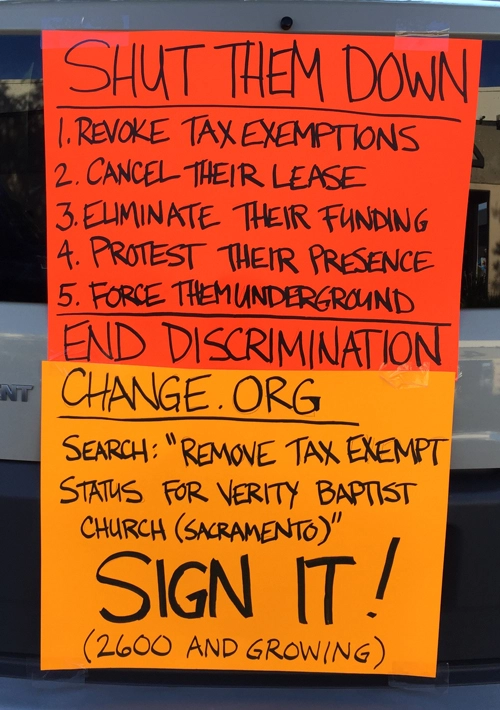 SHUT THEM DOWN
1. REVOKE TAX EXEMPTIONS
2. CANCEL THEIR LEASE
3. ELIMINATE THEIR FUNDING
4. PROTEST THEIR PRESENCE
5. FORCE THEM UNDERGROUND
END DISCRIMINATION
CHANGE.ORG
NT
SEARCH: "REMOVE TAX EXEMPT
STATUS FOR VERITY BAPTIST
CHURCH (SACRAMENTO)"
SIGN IT!
(2600 AND GROWING)